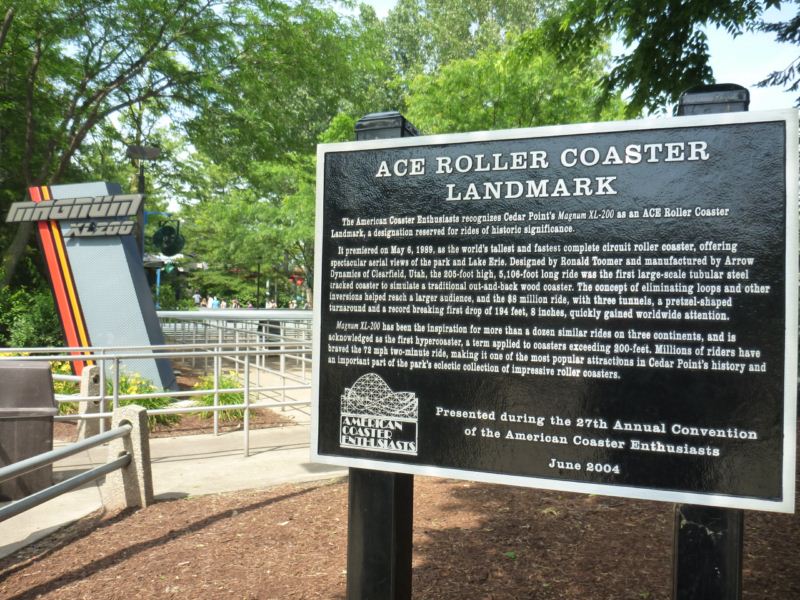 MAGNUM
XL-200
ACE ROLLER COASTER
LANDMARK
The American Coaster Enthusiasts recognizes Cedar Point's Magnum XL-200 as an ACE Roller Coaster
Landmark, a designation reserved for rides of historic significance.
It premiered on May 6, 1989, as the world's tallest and fastest complete circuit roller coaster, offering
spectacular aerial views of the park and Lake Erie. Designed by Ronald Toomer and manufactured by Arrow
Dynamics of Clearfield, Utah, the 205-foot high, 5,106-foot long ride was the first large-scale tubular steel
tracked coaster to simulate a traditional out-and-back wood coaster. The concept of eliminating loops and other
inversions helped reach a larger audience, and the $8 million ride, with three tunnels, a pretzel-shaped
turnaround and a record breaking first drop of 194 feet, 8 inches, quickly gained worldwide attention.
Magnum XL-200 has been the inspiration for more than a dozen similar rides on three continents, and is
acknowledged as the first hypercoaster, a term applied to coasters exceeding 200-feet. Millions of riders have
braved the 72 mph two-minute ride, making it one of the most popular attractions in Cedar Point's history and
an important part of the park's eclectic collection of impressive roller coasters.
AMERICAN
COASTER
ENTHUSIASTS
Presented during the 27th Annual Convention
of the American Coaster Enthusiasts
June 2004